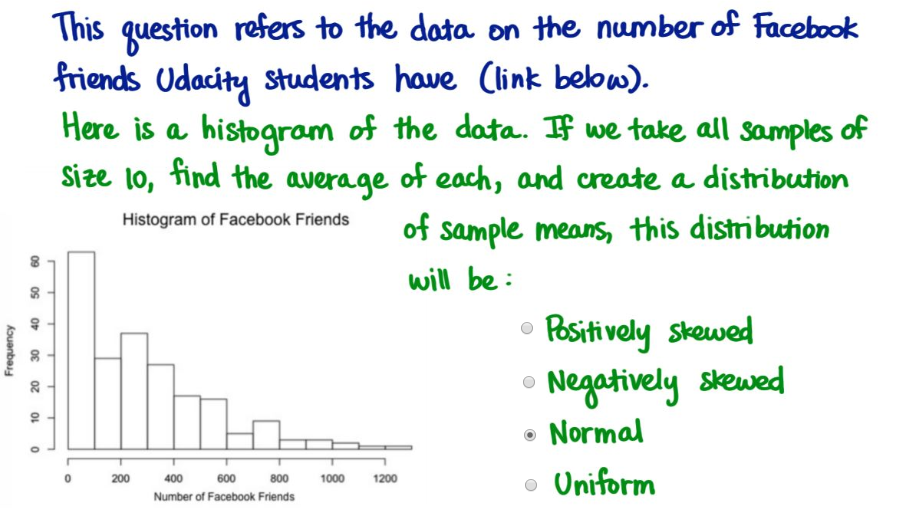 This question refers to the data on the number of Facebook
friends Udacity students have (link below).
Here is a histogram of the data. If we take all samples of
size 10, find the average of each, and create a distribution
of sample means, this distribution
will be:
Histogram of Facebook Friends
Frequency
60
50
40
30
20
10
0
0 200 400 600 800 1000 1200
Number of Facebook Friends
Positively skewed
Negatively skewed
Normal
Uniform